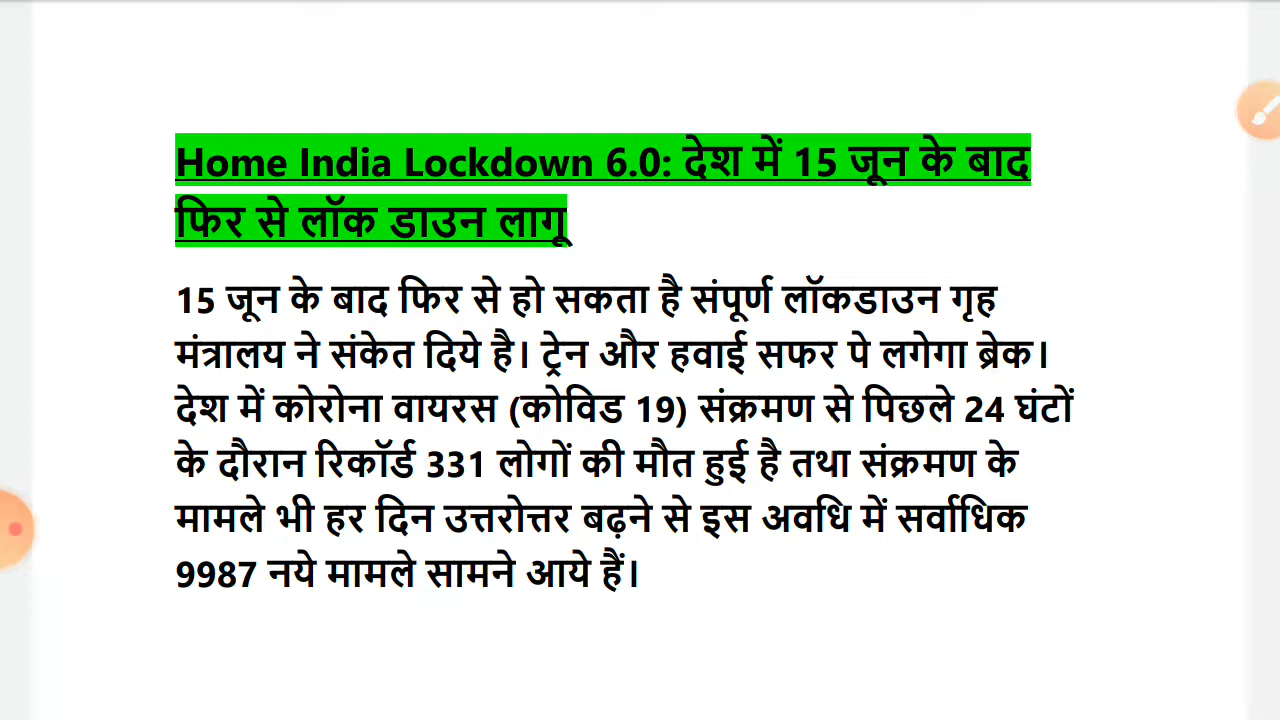 Home India Lockdown 6.0: देश में 15 जून के बाद
फिर से लॉक डाउन लागू
15 जून के बाद फिर से हो सकता है संपूर्ण लॉकडाउन गृह
मंत्रालय ने संकेत दिये है। ट्रेन और हवाई सफर पे लगेगा ब्रेक।
देश में कोरोना वायरस (कोविड 19) संक्रमण से पिछले 24 घंटों
के दौरान रिकॉर्ड 331 लोगों की मौत हुई है तथा संक्रमण के
मामले भी हर दिन उत्तरोत्तर बढ़ने से इस अवधि में सर्वाधिक
9987 नये मामले सामने आये हैं।